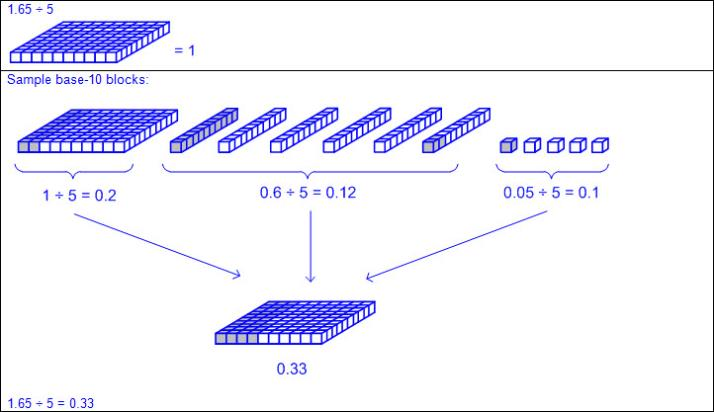 1.65 ÷ 5
= 1
Sample base-10 blocks:
1 ÷ 5 = 0.2
0.6 ÷ 5 = 0.12
0.05 ÷ 5 = 0.1
0.33
1.65 ÷ 5 = 0.33